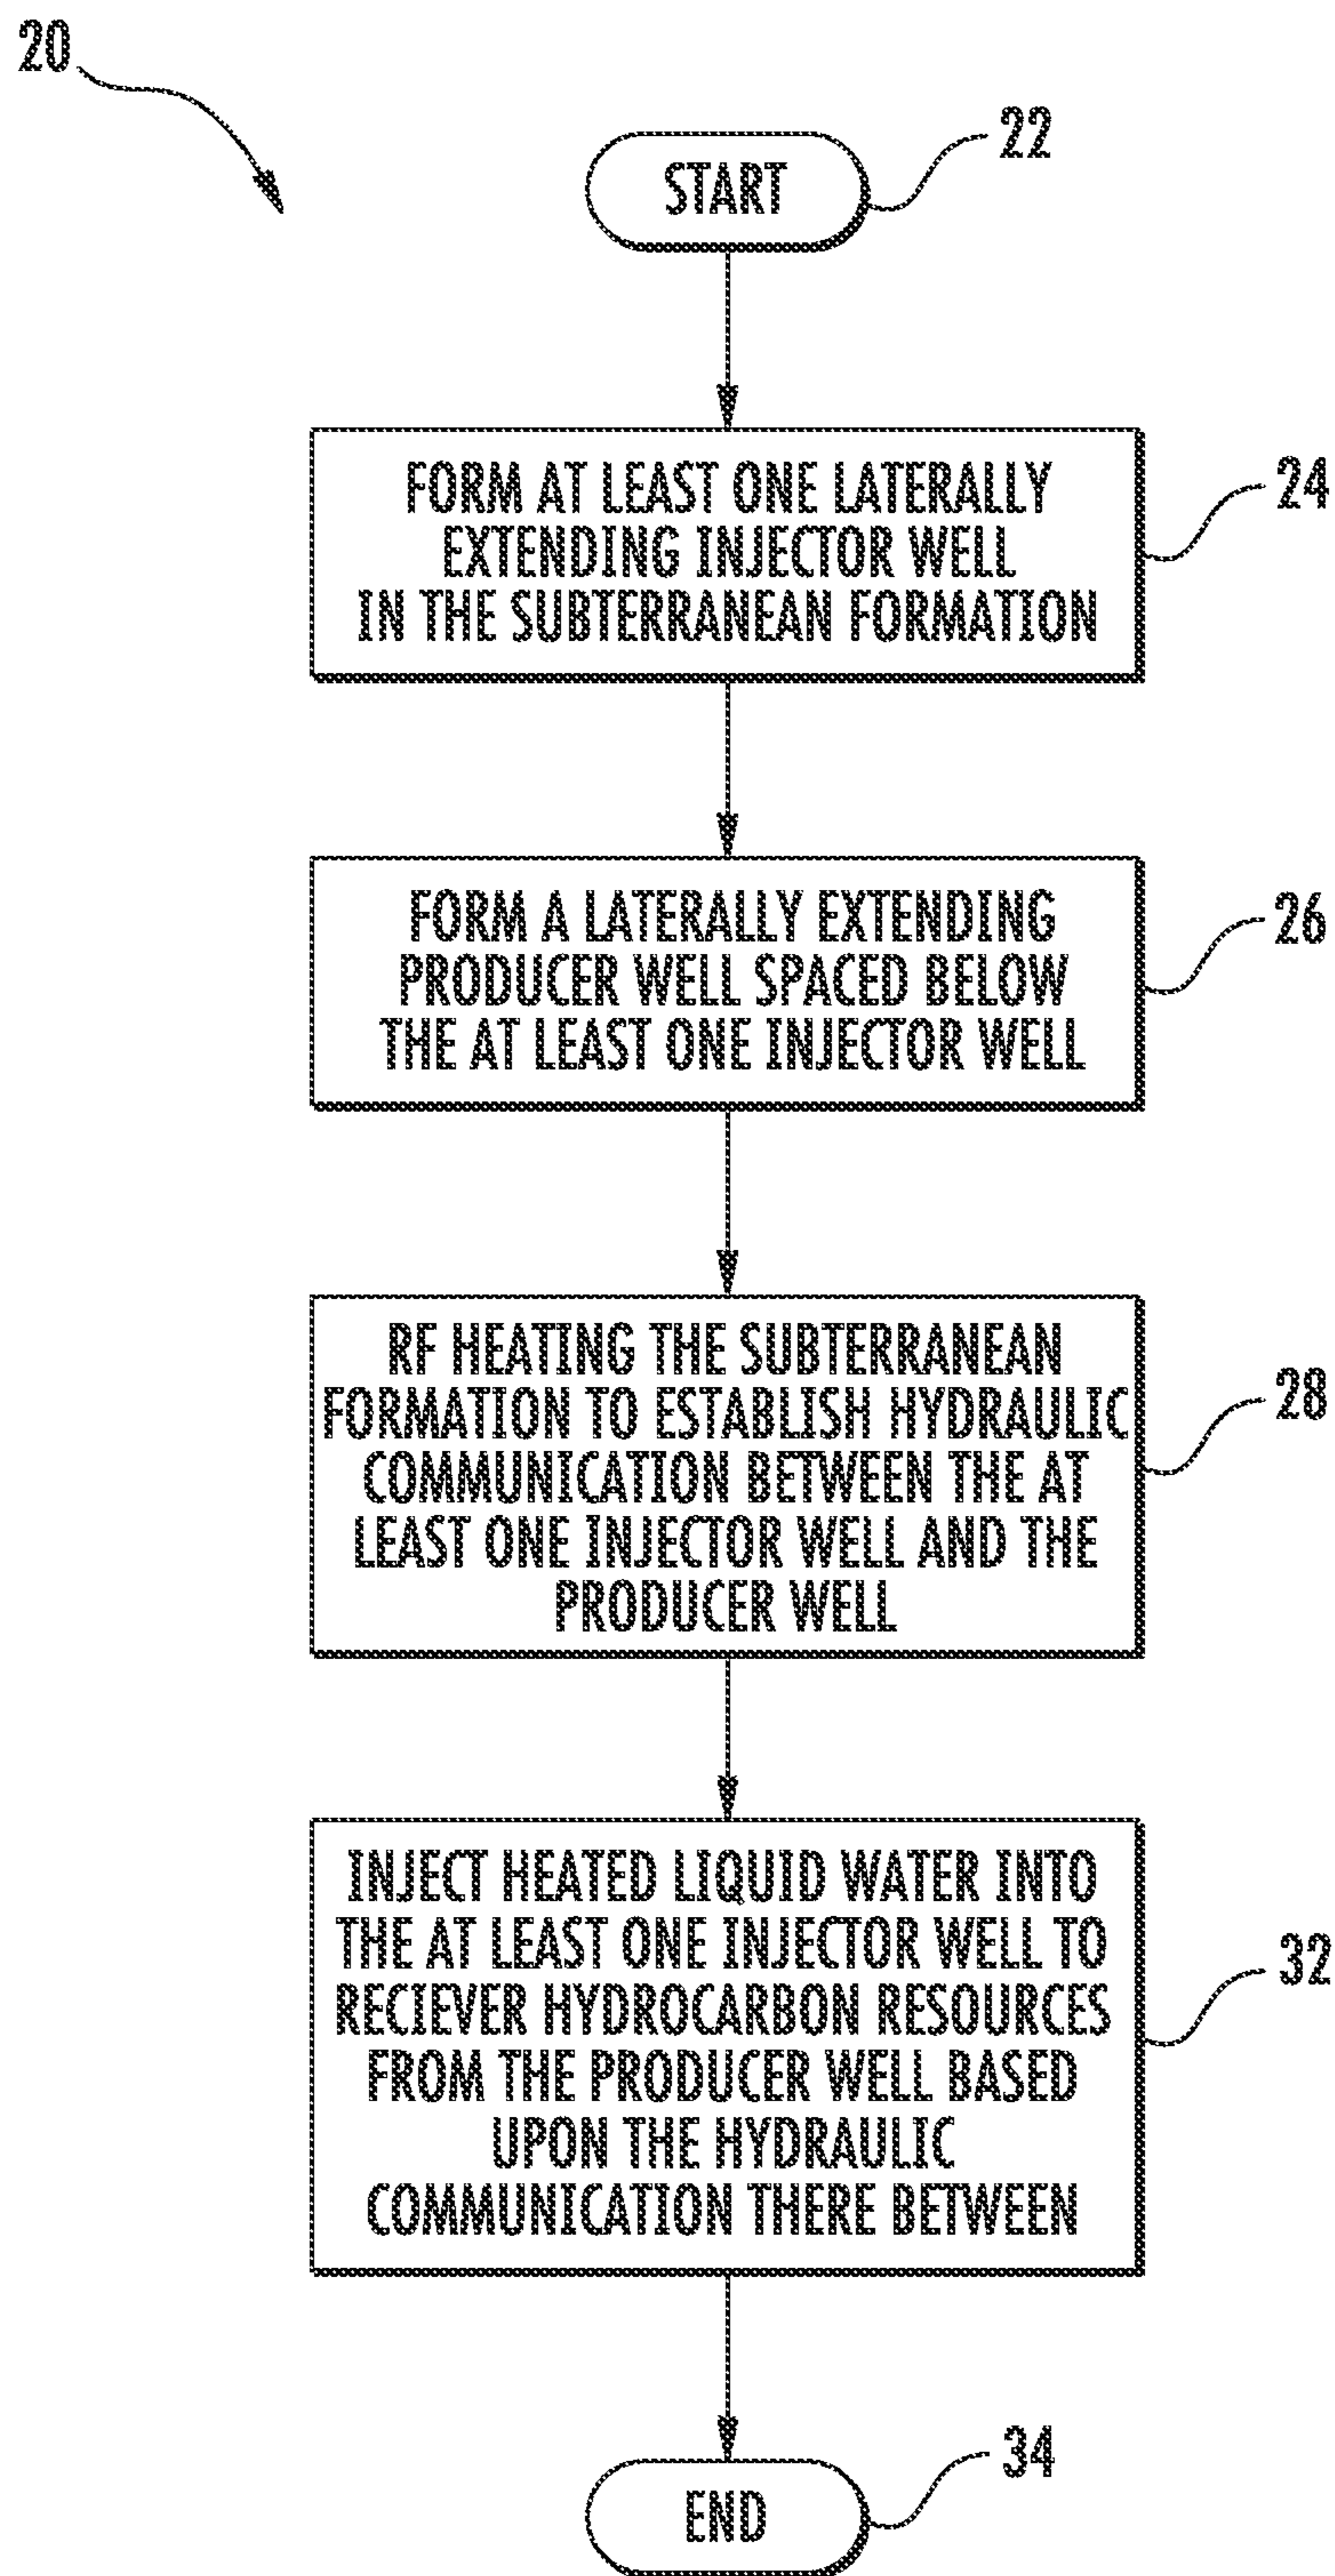 20
START
22
FORM AT LEAST ONE LATERALLY
EXTENDING INJECTOR WELL
IN THE SUBTERRANEAN FORMATION
24
FORM A LATERALLY EXTENDING
PRODUCER WELL SPACED BELOW
THE AT LEAST ONE INJECTOR WELL
26
RF HEATING THE SUBTERRANEAN
FORMATION TO ESTABLISH HYDRAULIC
COMMUNICATION BETWEEN THE AT
LEAST ONE INJECTOR WELL AND THE
PRODUCER WELL
28
INJECT HEATED LIQUID WATER INTO
THE AT LEAST ONE INJECTOR WELL TO
RECIEVER HYDROCARBON RESOURCES
FROM THE PRODUCER WELL BASED
UPON THE HYDRAULIC
COMMUNICATION THERE BETWEEN
32
END
34